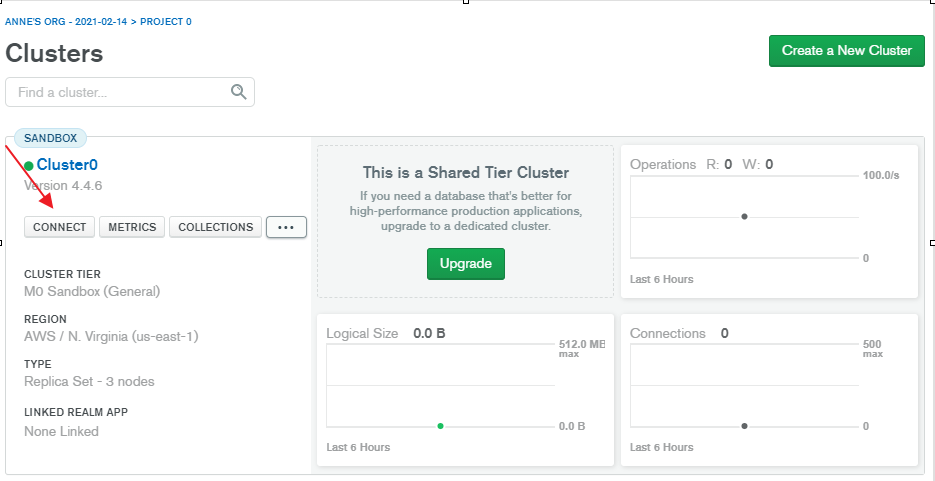 ANNE'S ORG - 2021-02-14 > PROJECT 0
Clusters
Create a New Cluster
Find a cluster...
SANDBOX
Cluster0
Version 4.4.6
CONNECT
METRICS
COLLECTIONS
...
CLUSTER TIER
M0 Sandbox (General)
REGION
AWS / N. Virginia (us-east-1)
TYPE
Replica Set - 3 nodes
LINKED REALM APP
None Linked
This is a Shared Tier Cluster
If you need a database that's better for
high-performance production applications,
upgrade to a dedicated cluster.
Upgrade
Operations R: 0 W: 0
100.0/s
0
Last 6 Hours
Logical Size 0.0 B
512.0 MB
max
0.0 B
Last 6 Hours
Connections 0
500
max
0
Last 6 Hours